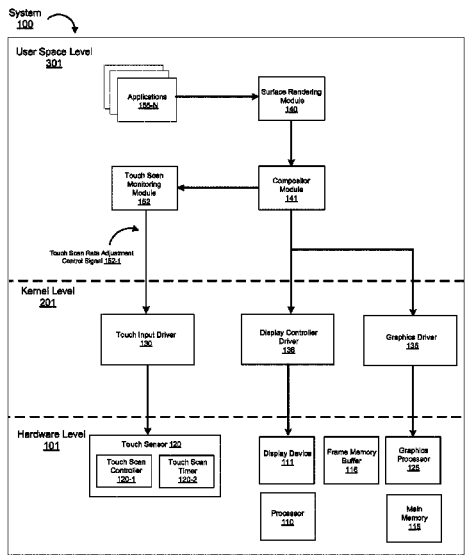 System
100
User Space Level
301
Applications
155-N
Surface Rendering
Module
140
Touch Scan
Monitoring
Module
152
Compositor
Module
141
Touch Scan Rate Adjustment
Control Signal 152-1
Kernel Level
201
Touch Input Driver
130
Display Controller
Driver
136
Graphics Driver
135
Hardware Level
101
Touch Sensor 120
Touch Scan
Controller
120-1
Touch Scan
Timer
120-2
Display Device
111
Frame Memory
Buffer
116
Graphics
Processor
125
Processor
110
Main
Memory
115